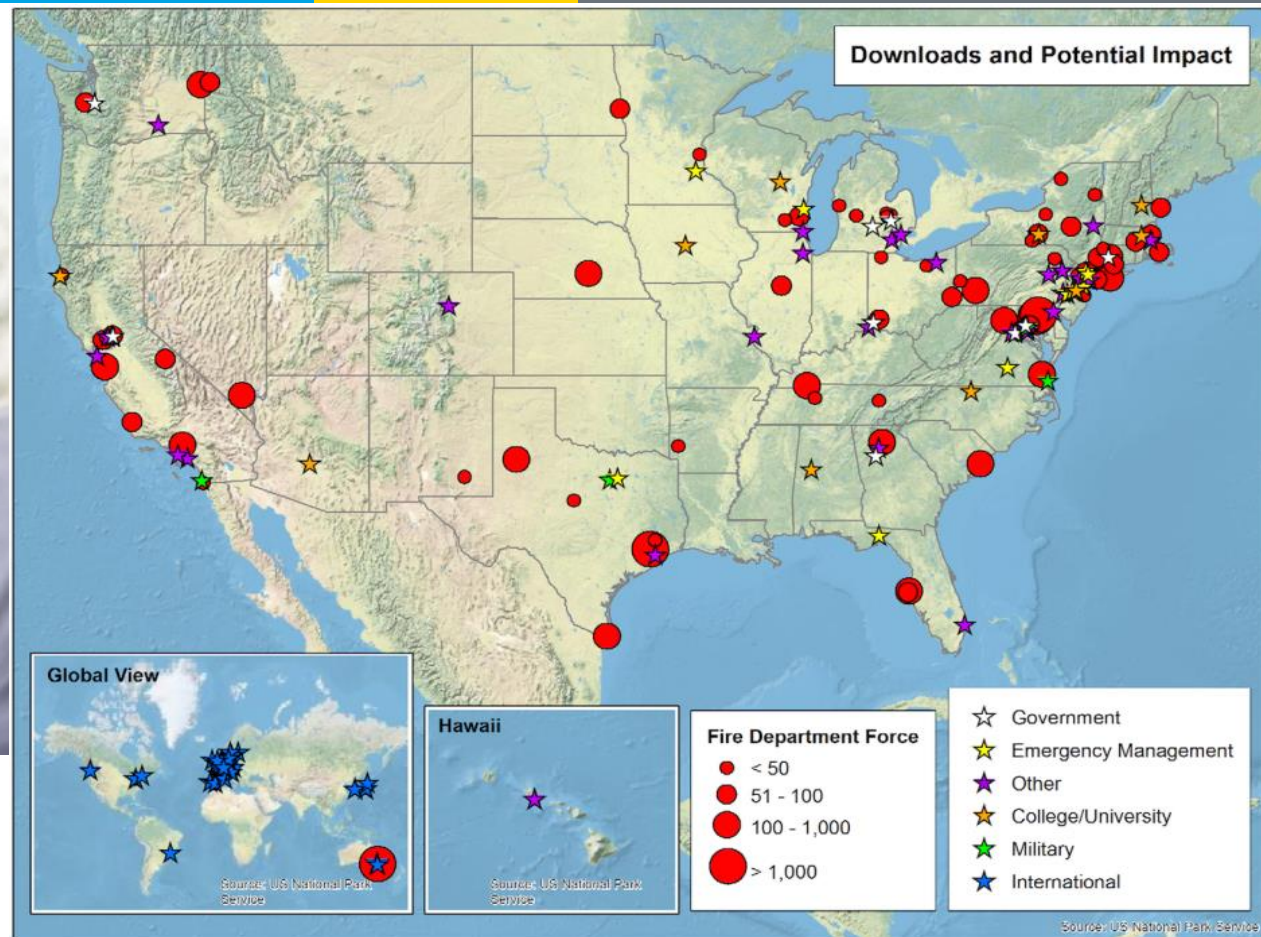 Downloads and Potential Impact
Global View
Source: US National Park
Service
Hawaii
Source: US National Park
Service
Fire Department Force
< 50
51 - 100
100 - 1,000
> 1,000
Government
Emergency Management
Other
College/University
Military
International
Source: US National Park Service